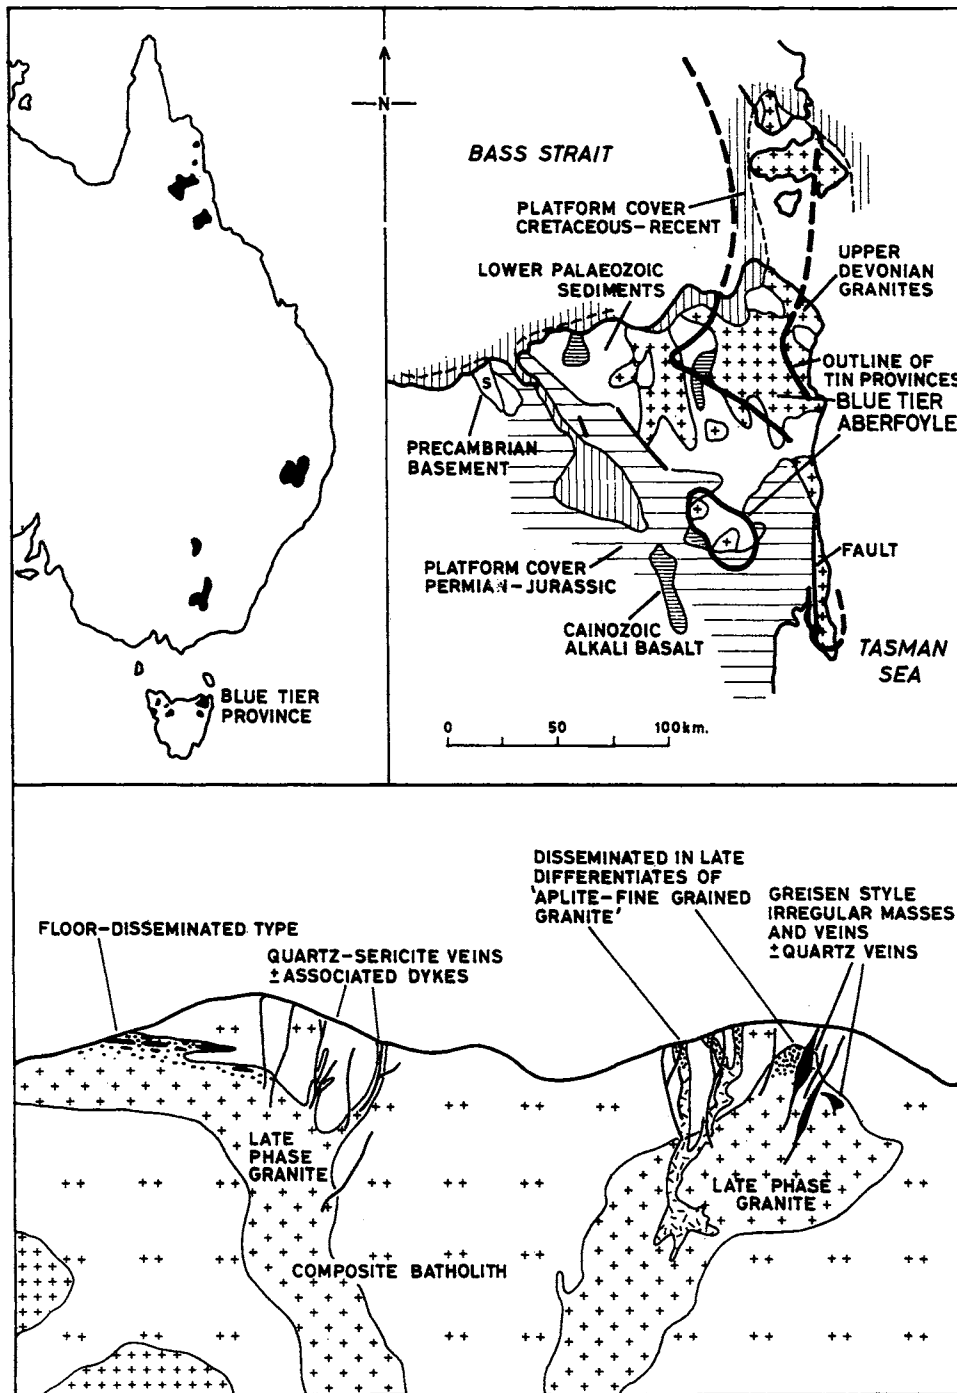 N
BLUE TIER
PROVINCE
BASS STRAIT
PLATFORM COVER
CRETACEOUS-RECENT
LOWER PALAEOZOIC
SEDIMENTS
UPPER
DEVONIAN
GRANITES
OUTLINE OF
TIN PROVINCES
BLUE TIER
ABERFOYLE
S
PRECAMBRIAN
BASEMENT
FAULT
PLATFORM COVER
PERMIAN-JURASSIC
CAINOZOIC
ALKALI BASALT
TASMAN
SEA
0 50 100km.
DISSEMINATED IN LATE
DIFFERENTIATES OF
'APLITE-FINE GRAINED
GRANITE'
GREISEN STYLE
IRREGULAR MASSES
AND VEINS
±QUARTZ VEINS
FLOOR-DISSEMINATED TYPE
QUARTZ-SERICITE VEINS
±ASSOCIATED DYKES
LATE
PHASE
GRANITE
LATE PHASE
GRANITE
COMPOSITE BATHOLITH